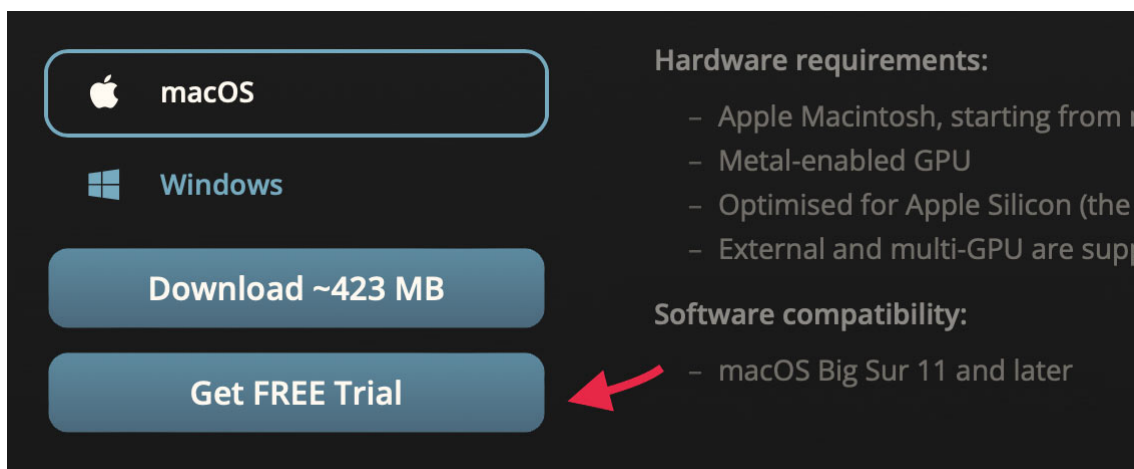 macOS
Windows
Download ~423 MB
Get FREE Trial
Hardware requirements:
– Apple Macintosh, starting from
– Metal-enabled GPU
– Optimised for Apple Silicon (the
– External and multi-GPU are
Software compatibility:
– macOS Big Sur 11 and later